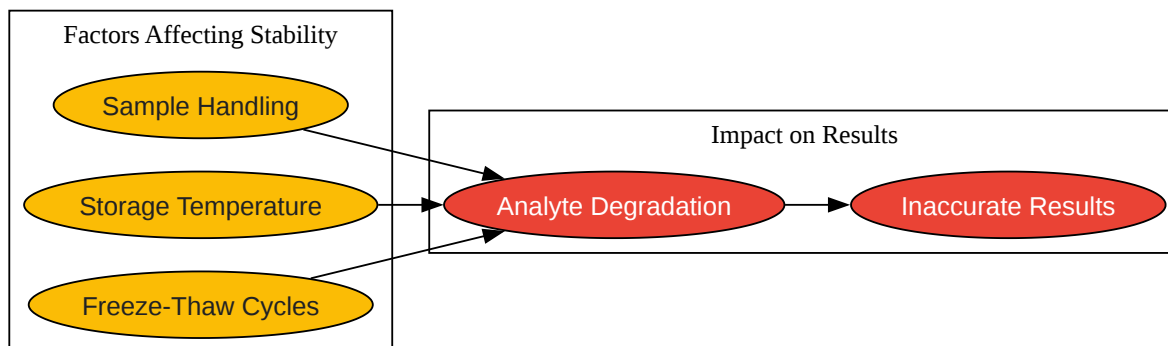 Factors Affecting Stability
Sample Handling
Storage Temperature
Freeze-Thaw Cycles
Impact on Results
Analyte Degradation
Inaccurate Results